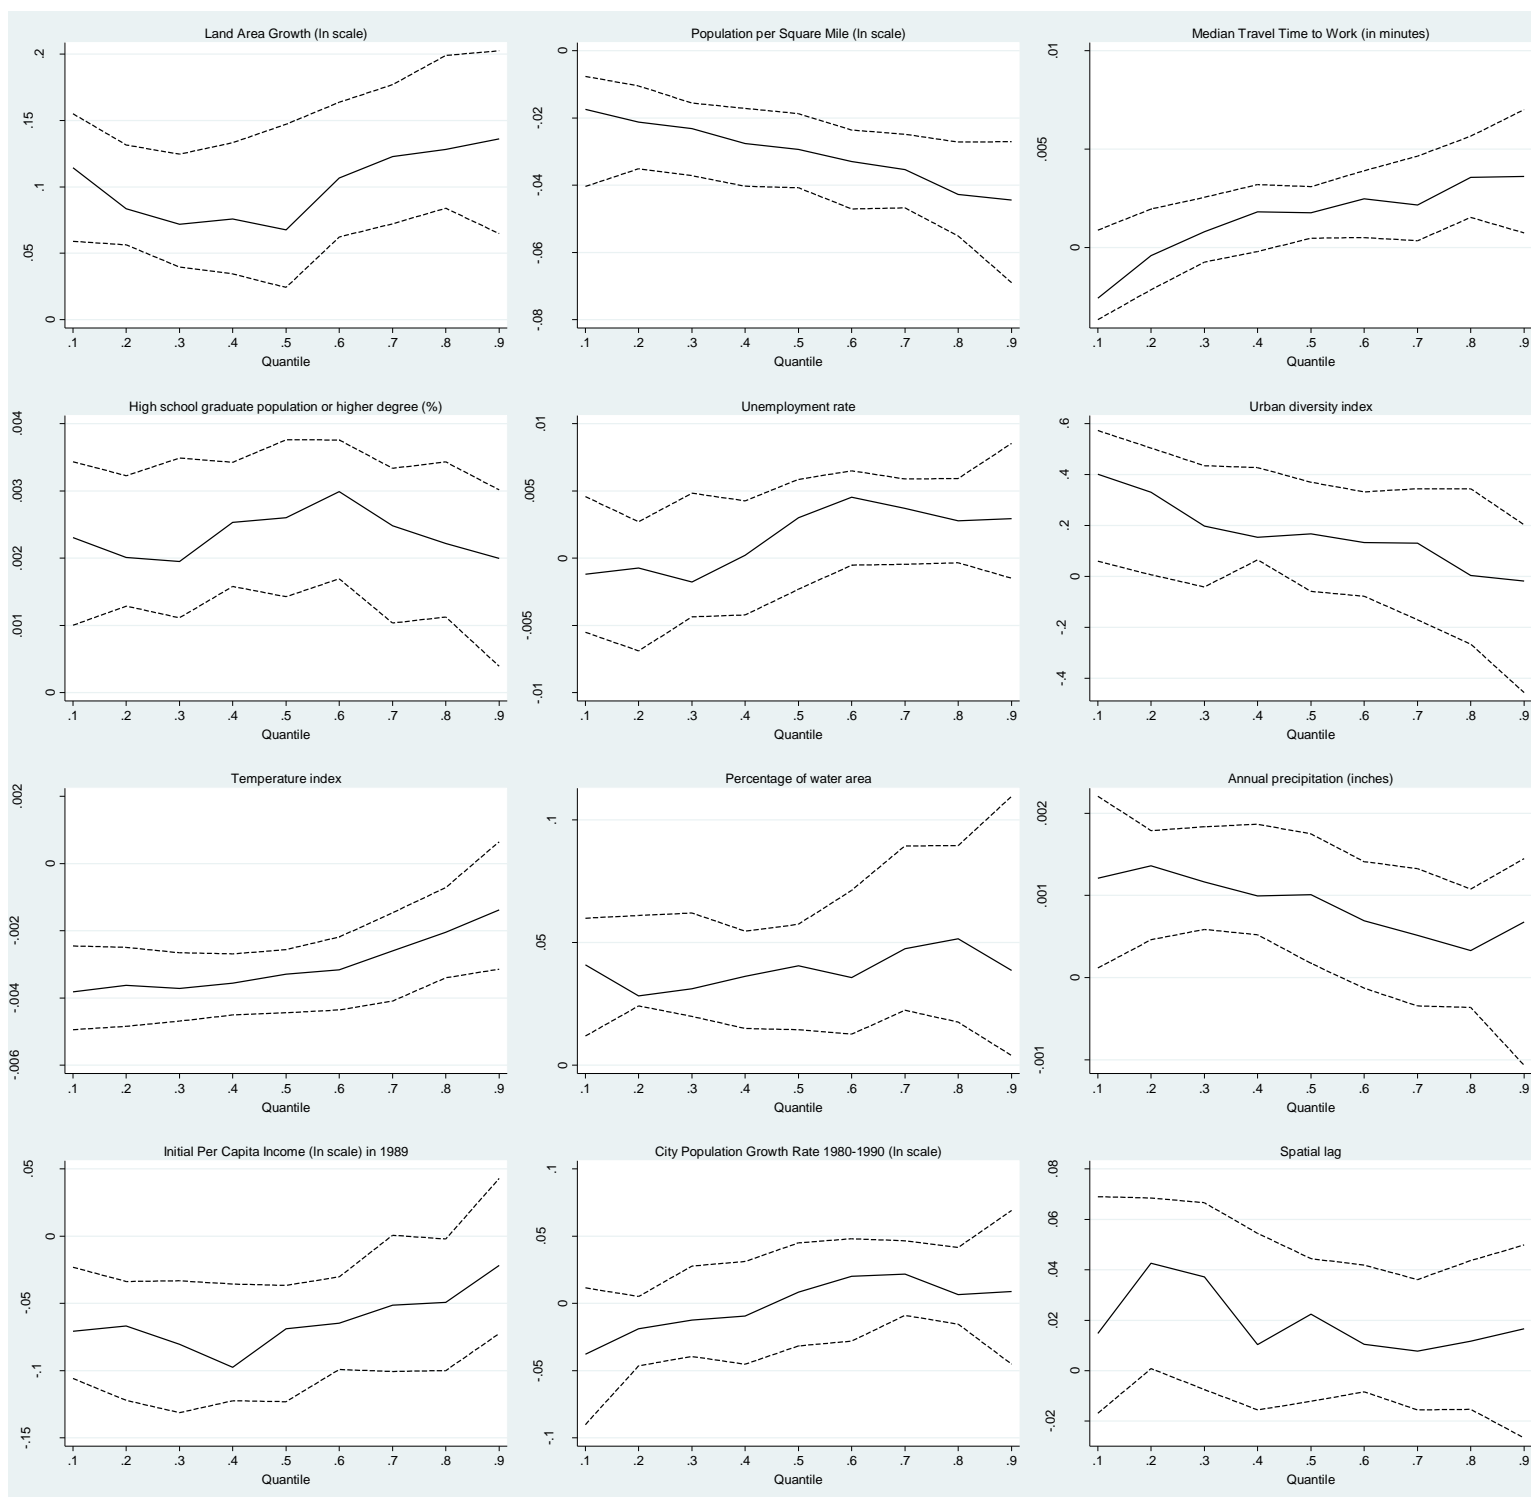 Land Area Growth (In scale)
.2
.15
.1
.05
0
.1 .2 .3 .4 .5 .6 .7 .8 .9
Quantile
Population per Square Mile (In scale)
0
-.02
-.04
-.06
-.08
.1 .2 .3 .4 .5 .6 .7 .8 .9
Quantile
Median Travel Time to Work (in minutes)
.01
.005
0
.1 .2 .3 .4 .5 .6 .7 .8 .9
Quantile
High school graduate population or higher degree (%)
.004
.003
.002
.001
0
.1 .2 .3 .4 .5 .6 .7 .8 .9
Quantile
Unemployment rate
.01
.005
0
-.005
-.01
.1 .2 .3 .4 .5 .6 .7 .8 .9
Quantile
Urban diversity index
.6
.4
.2
0
-.2
-.4
.1 .2 .3 .4 .5 .6 .7 .8 .9
Quantile
Temperature index
.002
0
-.002
-.004
-.006
.1 .2 .3 .4 .5 .6 .7 .8 .9
Quantile
Percentage of water area
.1
.05
0
.1 .2 .3 .4 .5 .6 .7 .8 .9
Quantile
Annual precipitation (inches)
.002
.001
0
-.001
.1 .2 .3 .4 .5 .6 .7 .8 .9
Quantile
Initial Per Capita Income (In scale) in 1989
.05
0
-.05
-.1
-.15
.1 .2 .3 .4 .5 .6 .7 .8 .9
Quantile
City Population Growth Rate 1980-1990 (In scale)
.1
.05
0
-.05
-.1
.1 .2 .3 .4 .5 .6 .7 .8 .9
Quantile
Spatial lag
.08
.06
.04
.02
0
-.02
.1 .2 .3 .4 .5 .6 .7 .8 .9
Quantile